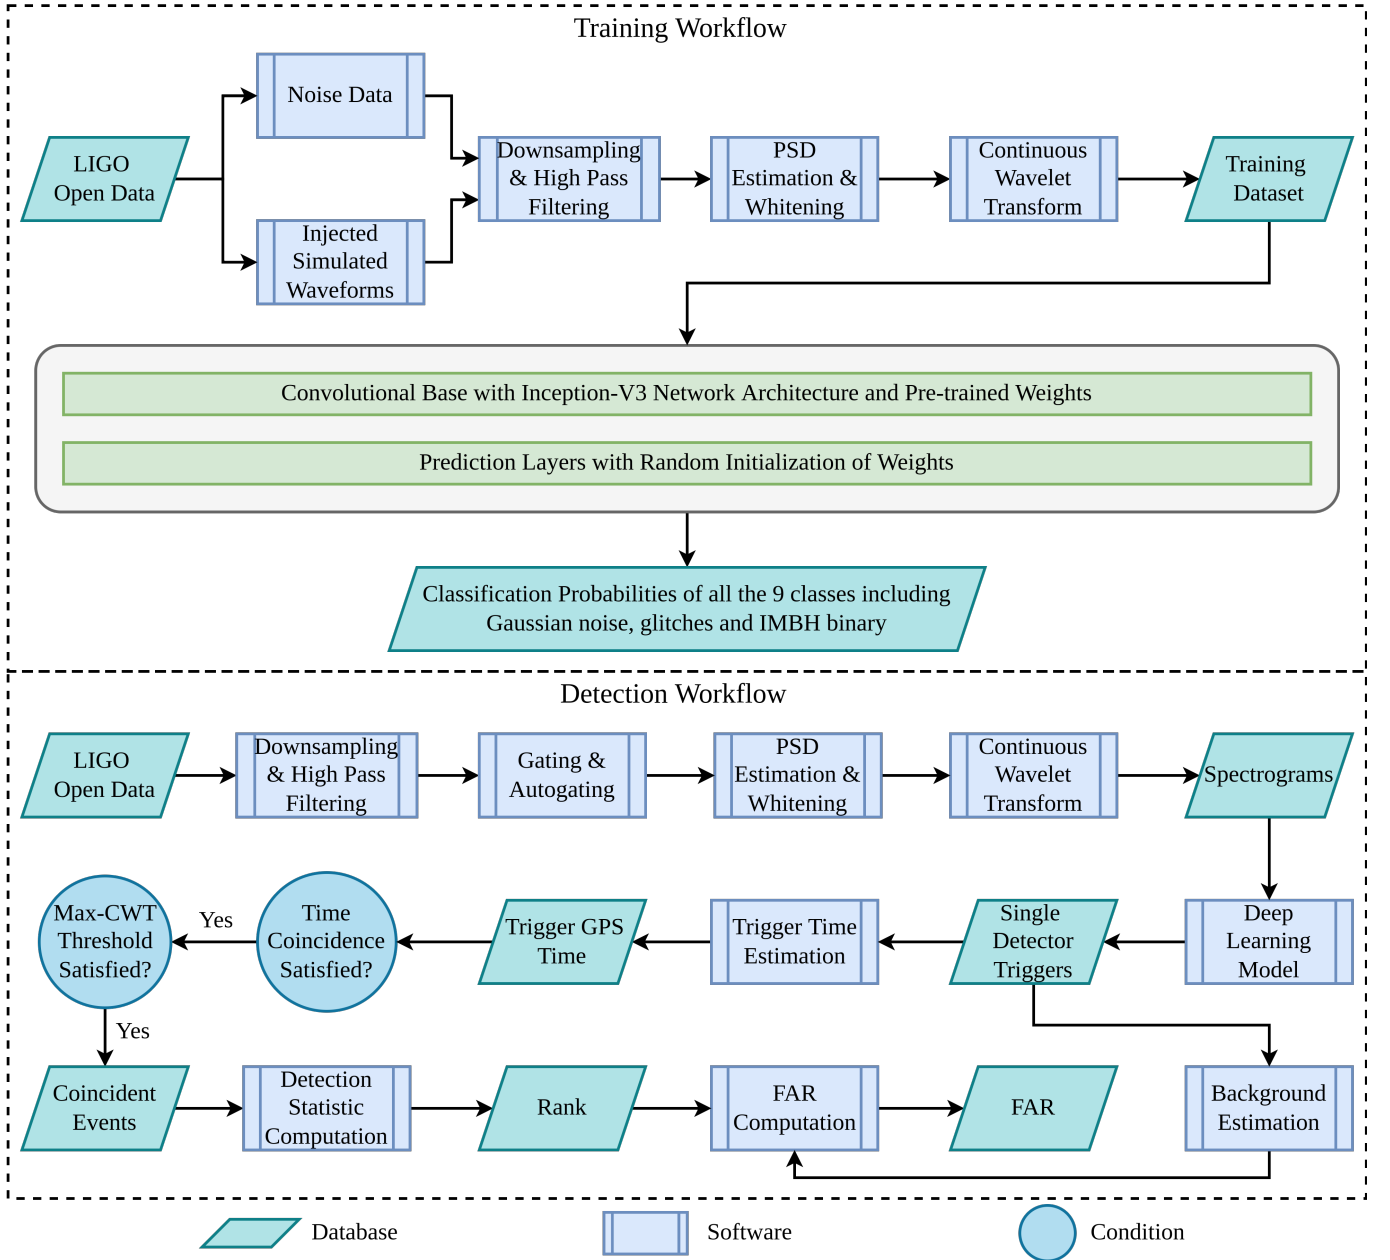 Training Workflow
Noise Data
LIGO
Open Data
Injected
Simulated
Waveforms
Downsampling
& High Pass
Filtering
PSD
Estimation &
Whitening
Continuous
Wavelet
Transform
Training
Dataset
Convolutional Base with Inception-V3 Network Architecture and Pre-trained Weights
Prediction Layers with Random Initialization of Weights
Classification Probabilities of all the 9 classes including
Gaussian noise, glitches and IMBH binary
Detection Workflow
LIGO
Open Data
Downsampling
& High Pass
Filtering
Gating &
Autogating
PSD
Estimation &
Whitening
Continuous
Wavelet
Transform
Spectrograms
Deep
Learning
Model
Single
Detector
Triggers
Trigger Time
Estimation
Trigger GPS
Time
Time
Coincidence
Satisfied?
Yes
Max-CWT
Threshold
Satisfied?
Yes
Coincident
Events
Detection
Statistic
Computation
Rank
FAR
Computation
FAR
Background
Estimation
Database
Software
Condition